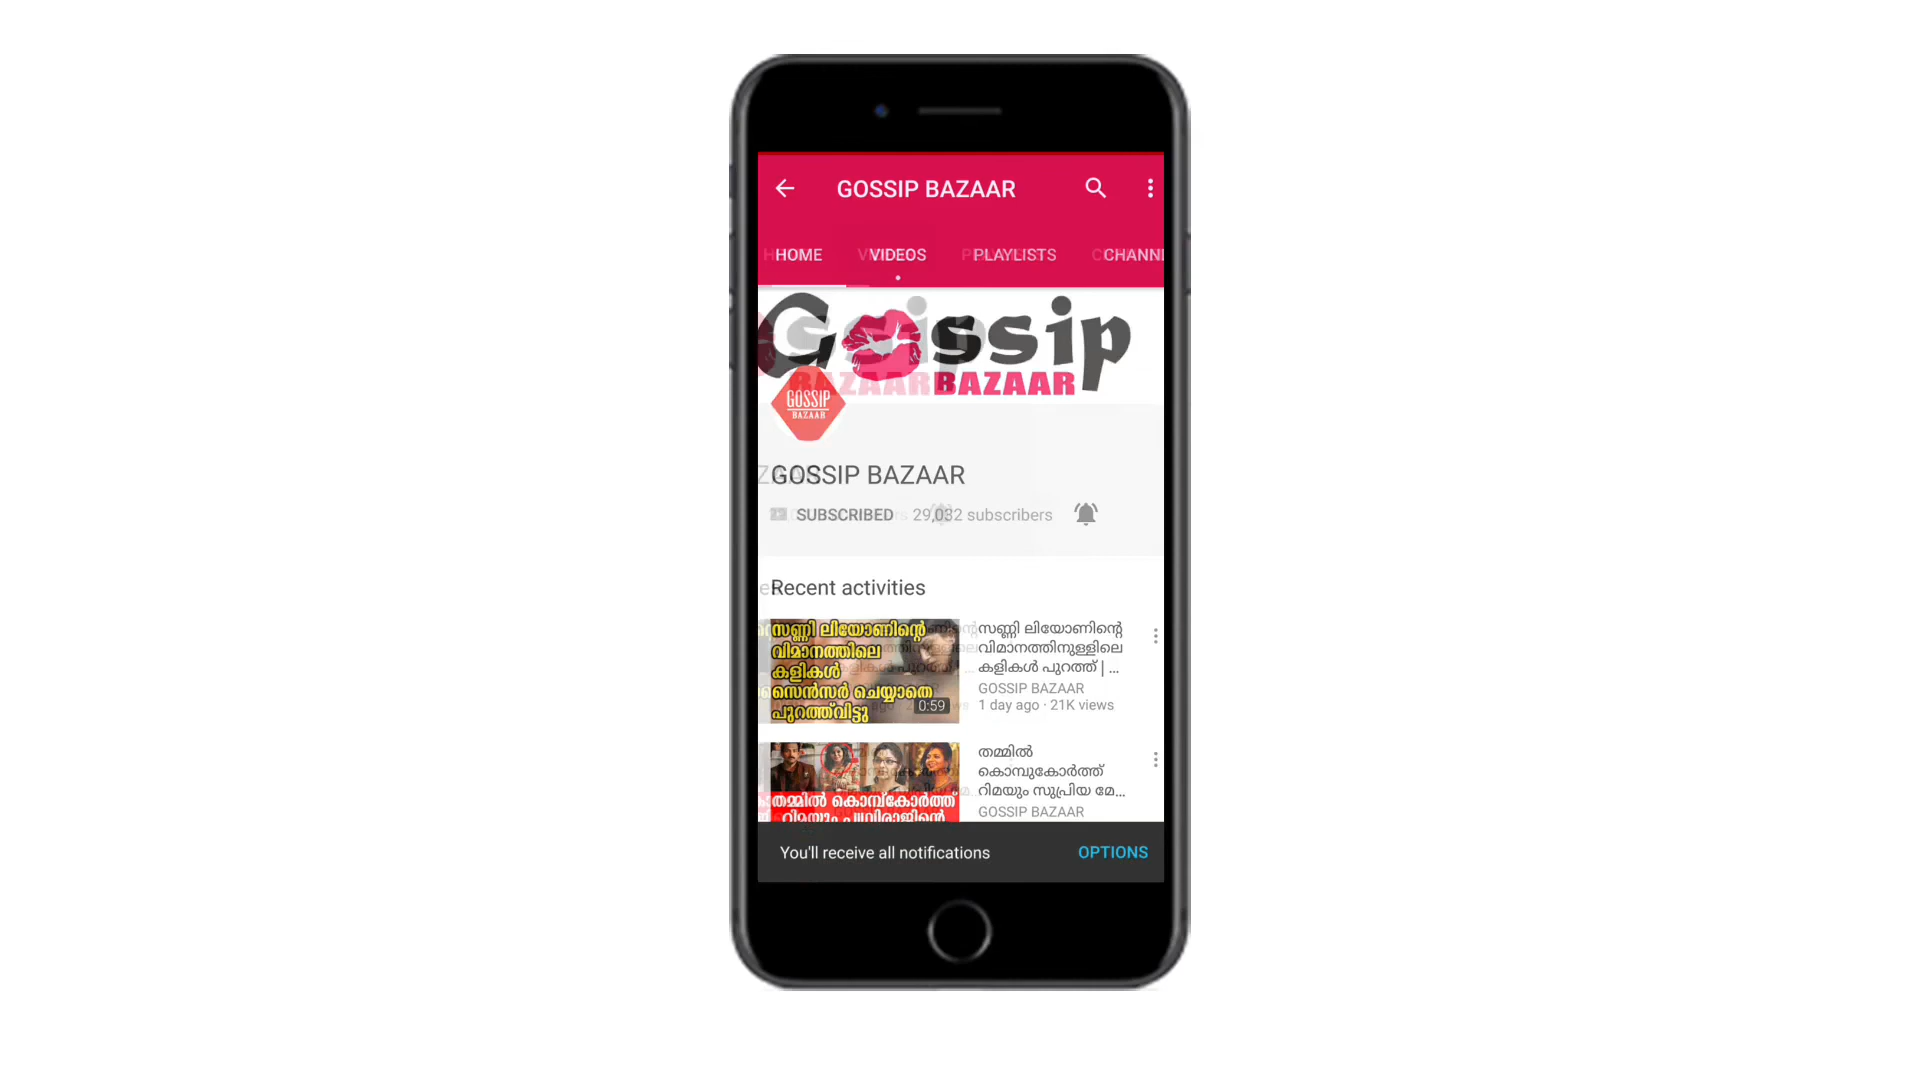 GOSSIP BAZAAR
HOME VIDEOS PLAYLISTS CHANN
Gossip
BAZAAR BAZAAR
GOSSIP
BAZAAR
GOSSIP BAZAAR
SUBSCRIBED 29,032 subscribers
Recent activities
സണ്ണി ലിയോണിന്റെ
വിമാനത്തിലെ
കളികൾ
സെൻസർ ചെയ്യാതെ
പുറത്ത്‌വിട്ടു
0:59
സണ്ണി ലിയോണിന്റെ
വിമാനത്തിനുള്ളിലെ
കളികൾ പുറത്ത് | ...
GOSSIP BAZAAR
1 day ago · 21K views
തമ്മിൽ കൊമ്പ്കോർത്ത്
റിമയും പൃഥ്വിരാജിന്റെ
തമ്മിൽ
കൊമ്പുകോർത്ത്
റിമയും സുപ്രിയ മേ...
GOSSIP BAZAAR
You'll receive all notifications OPTIONS